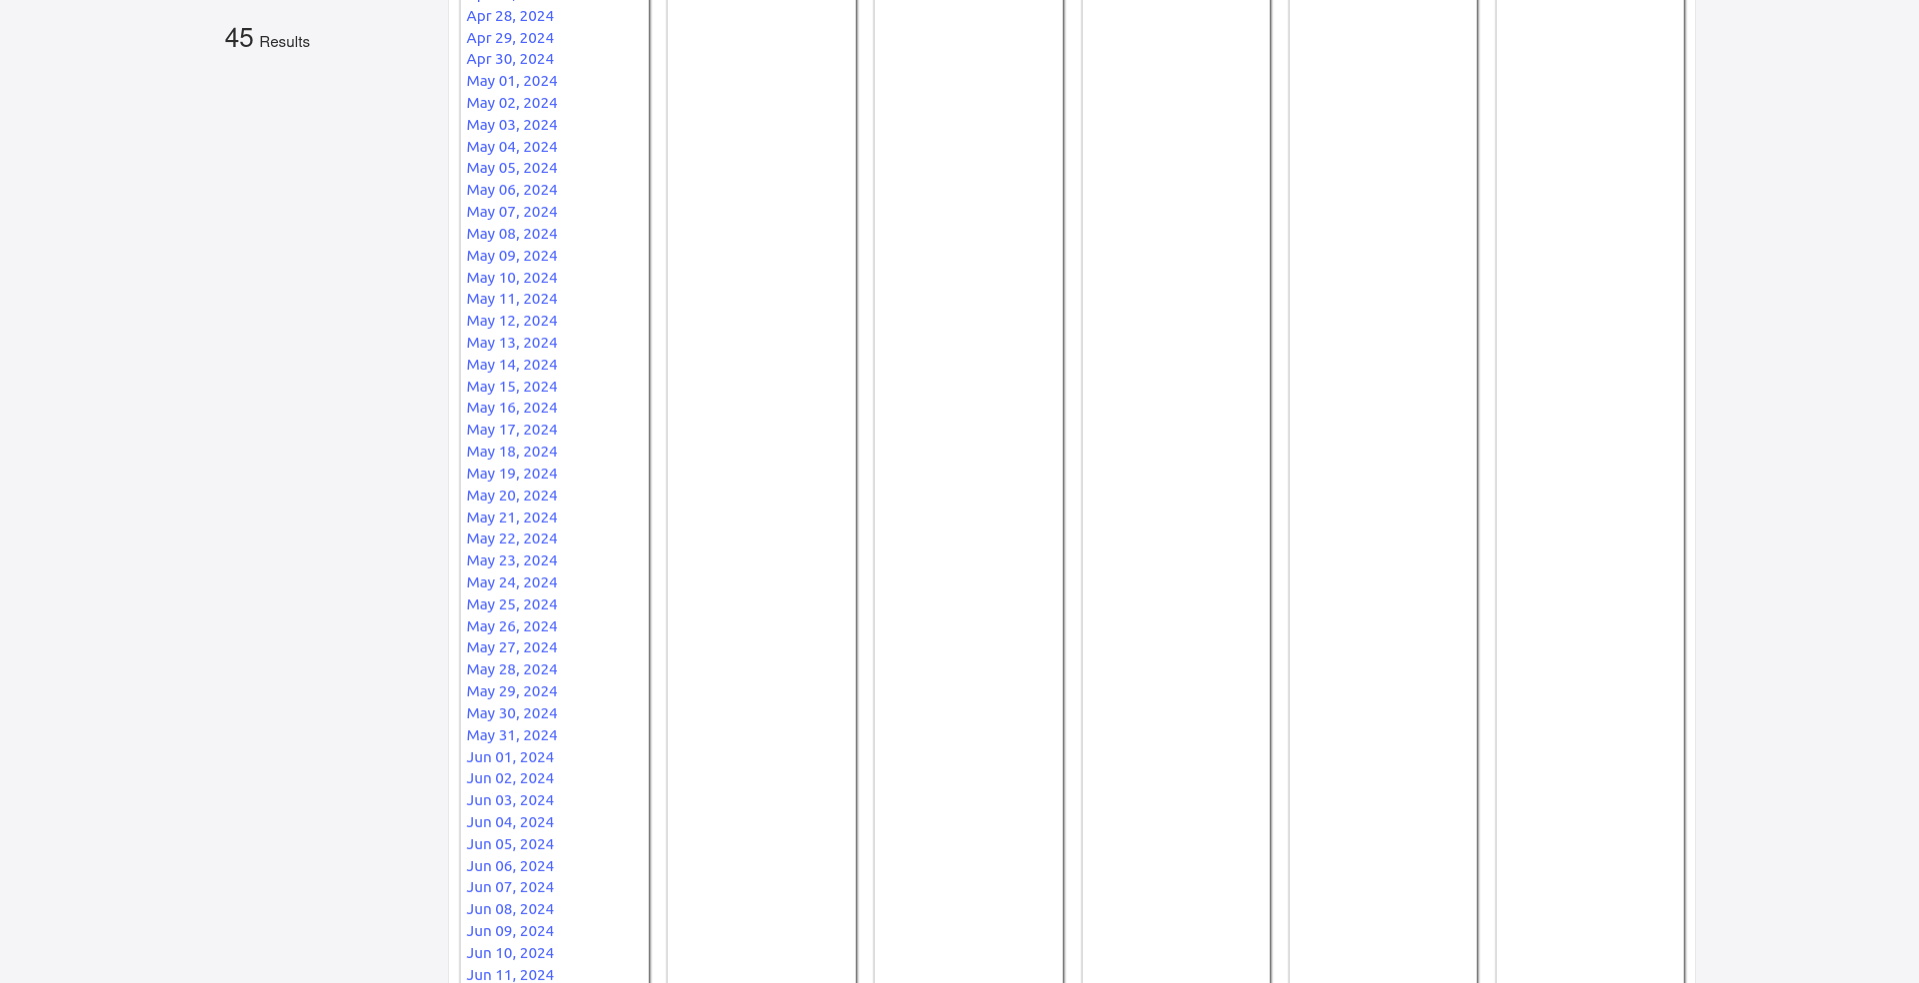 45 Results
Apr 28, 2024
Apr 29, 2024
Apr 30, 2024
May 01, 2024
May 02, 2024
May 03, 2024
May 04, 2024
May 05, 2024
May 06, 2024
May 07, 2024
May 08, 2024
May 09, 2024
May 10, 2024
May 11, 2024
May 12, 2024
May 13, 2024
May 14, 2024
May 15, 2024
May 16, 2024
May 17, 2024
May 18, 2024
May 19, 2024
May 20, 2024
May 21, 2024
May 22, 2024
May 23, 2024
May 24, 2024
May 25, 2024
May 26, 2024
May 27, 2024
May 28, 2024
May 29, 2024
May 30, 2024
May 31, 2024
Jun 01, 2024
Jun 02, 2024
Jun 03, 2024
Jun 04, 2024
Jun 05, 2024
Jun 06, 2024
Jun 07, 2024
Jun 08, 2024
Jun 09, 2024
Jun 10, 2024
Jun 11, 2024